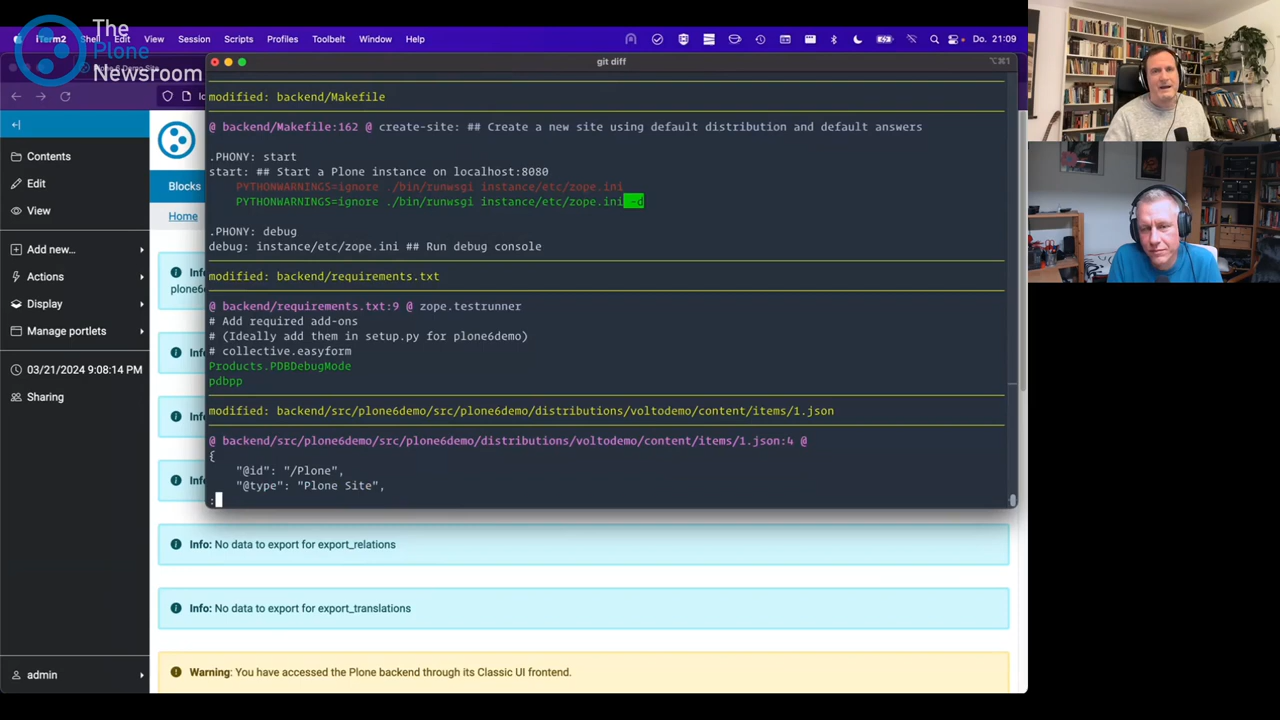 The
Plone
Newsroom
iTerm2 Shell Edit View Session Scripts Profiles Toolbelt Window Help Do. 21:09
git diff ⌥⌘1
modified: backend/Makefile
@ backend/Makefile:162 @ create-site: ## Create a new site using default distribution and default answers
.PHONY: start
start: ## Start a Plone instance on localhost:8080
PYTHONWARNINGS=ignore ./bin/runwsgi instance/etc/zope.ini
PYTHONWARNINGS=ignore ./bin/runwsgi instance/etc/zope.ini -d
.PHONY: debug
debug: instance/etc/zope.ini ## Run debug console
modified: backend/requirements.txt
@ backend/requirements.txt:9 @ zope.testrunner
# Add required add-ons
# (Ideally add them in setup.py for plone6demo)
# collective.easyform
Products.PDBDebugMode
pdbpp
modified: backend/src/plone6demo/src/plone6demo/distributions/voltodemo/content/items/1.json
@ backend/src/plone6demo/src/plone6demo/distributions/voltodemo/content/items/1.json:4 @
{
"@id": "/Plone",
"@type": "Plone Site",
:
Contents
Edit
View
Add new...
Actions
Display
Manage portlets
03/21/2024 9:08:14 PM
Sharing
admin
Blocks
Home
Info: No data to export for export_relations
Info: No data to export for export_translations
Warning: You have accessed the Plone backend through its Classic UI frontend.